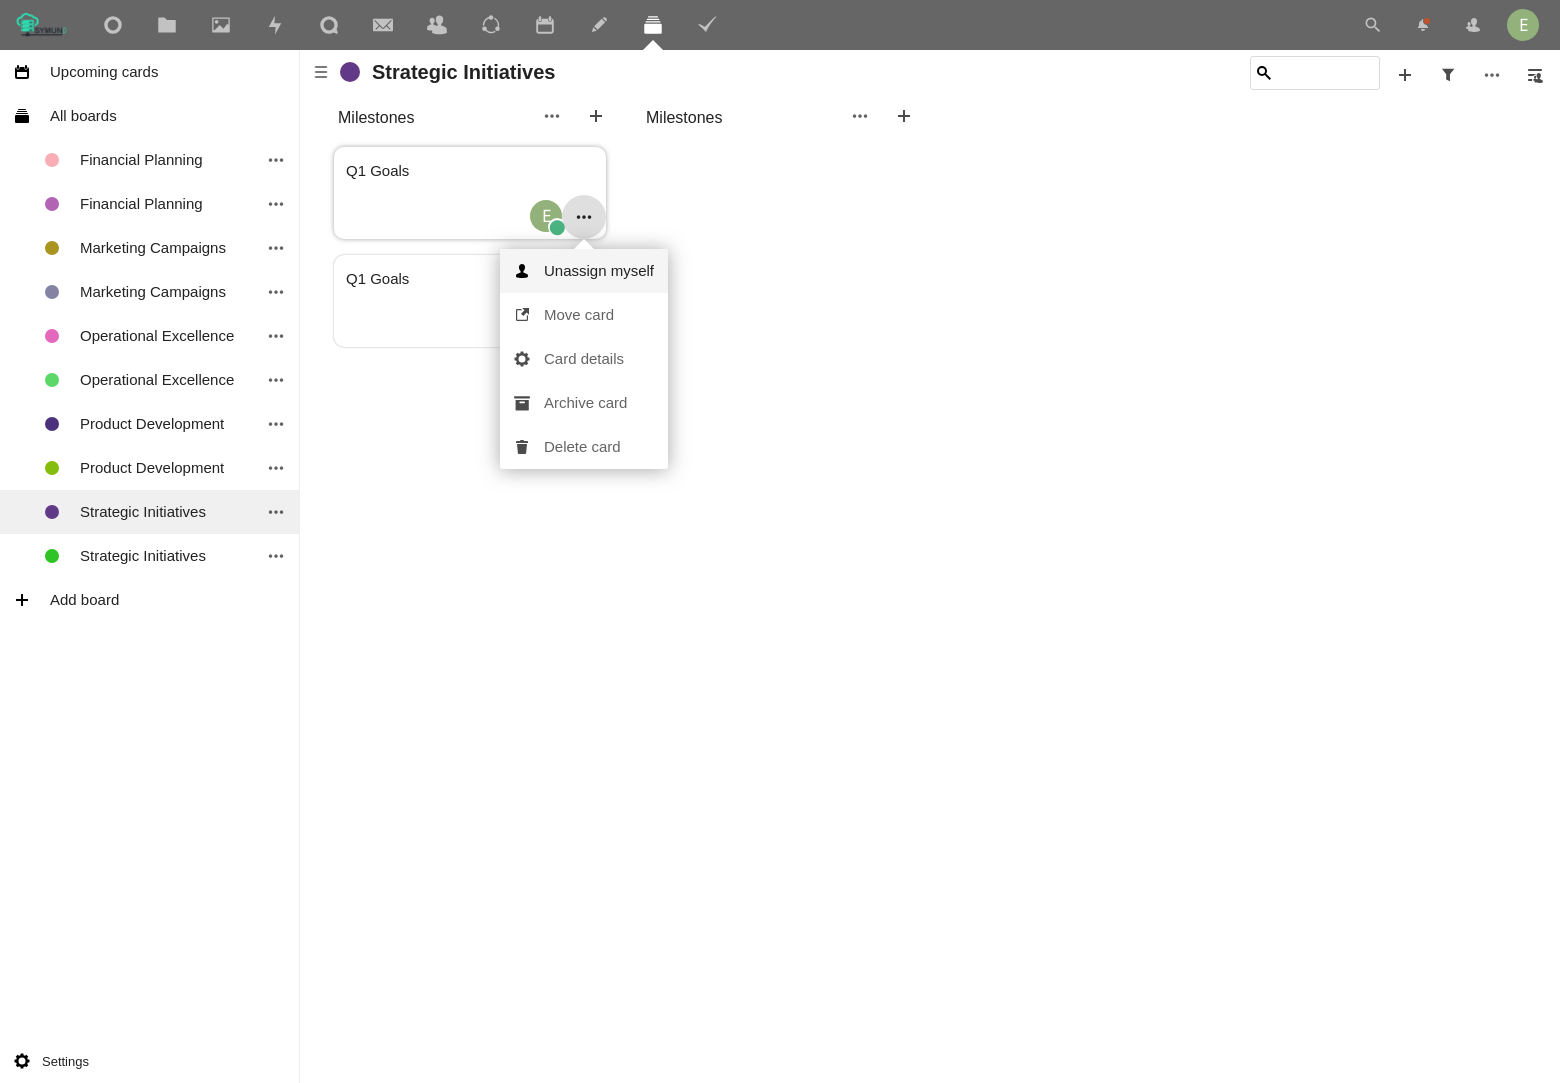 E
Upcoming cards
All boards
Financial Planning
Financial Planning
Marketing Campaigns
Marketing Campaigns
Operational Excellence
Operational Excellence
Product Development
Product Development
Strategic Initiatives
Strategic Initiatives
Add board
Settings
Strategic Initiatives
Milestones
Q1 Goals
E
Q1 Goals
Unassign myself
Move card
Card details
Archive card
Delete card
Milestones